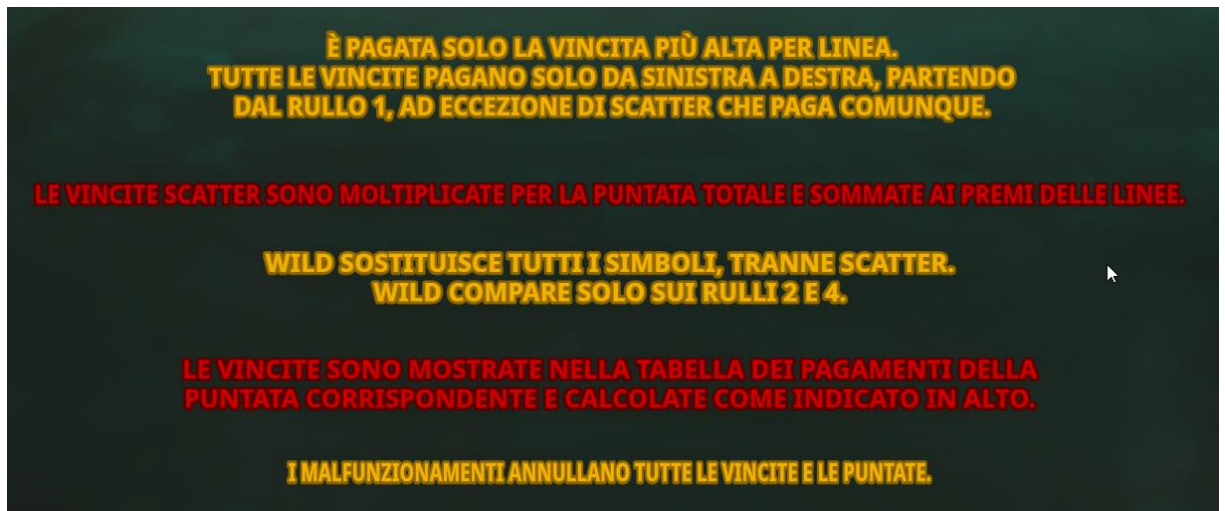 È PAGATA SOLO LA VINCITA PIÙ ALTA PER LINEA.
TUTTE LE VINCITE PAGANO SOLO DA SINISTRA A DESTRA, PARTENDO
DAL RULLO 1, AD ECCEZIONE DI SCATTER CHE PAGA COMUNQUE.
LE VINCITE SCATTER SONO MOLTIPLICATE PER LA PUNTATA TOTALE E SOMMATE AI PREMI DELLE LINEE.
WILD SOSTITUISCE TUTTI I SIMBOLI, TRANNE SCATTER.
WILD COMPARE SOLO SUI RULLI 2 E 4.
LE VINCITE SONO MOSTRATE NELLA TABELLA DEI PAGAMENTI DELLA
PUNTATA CORRISPONDENTE E CALCOLATE COME INDICATO IN ALTO.
I MALFUNZIONAMENTI ANNULLANO TUTTE LE VINCITE E LE PUNTATE.